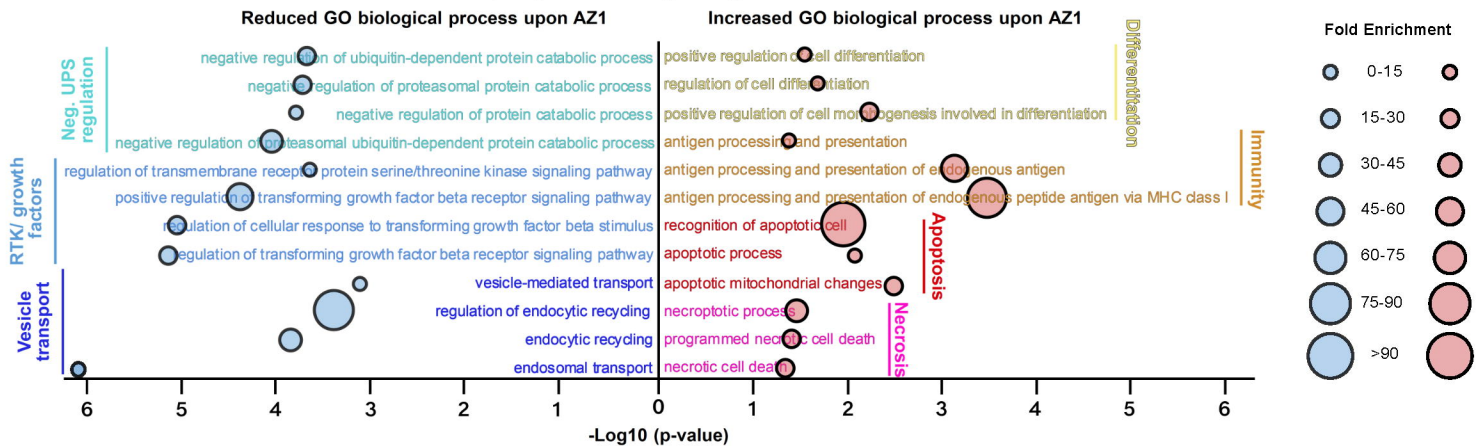 Reduced GO biological process upon AZ1
Increased GO biological process upon AZ1
Neg. UPS
regulation
negative regulation of ubiquitin-dependent protein catabolic process
negative regulation of proteasomal protein catabolic process
negative regulation of protein catabolic process
negative regulation of proteasomal ubiquitin-dependent protein catabolic process
RTK/ growth
factors
regulation of transmembrane receptor protein serine/threonine kinase signaling pathway
positive regulation of transforming growth factor beta receptor signaling pathway
regulation of cellular response to transforming growth factor beta stimulus
regulation of transforming growth factor beta receptor signaling pathway
Vesicle
transport
vesicle-mediated transport
regulation of endocytic recycling
endocytic recycling
endosomal transport
positive regulation of cell differentiation
regulation of cell differentiation
positive regulation of cell morphogenesis involved in differentiation
Differentitation
antigen processing and presentation
antigen processing and presentation of endogenous antigen
antigen processing and presentation of endogenous peptide antigen via MHC class I
Immunity
recognition of apoptotic cell
apoptotic process
apoptotic mitochondrial changes
Apoptosis
necroptotic process
programmed necrotic cell death
necrotic cell death
Necrosis
6 5 4 3 2 1 0 1 2 3 4 5 6
-Log10 (p-value)
Fold Enrichment
0-15
15-30
30-45
45-60
60-75
75-90
>90